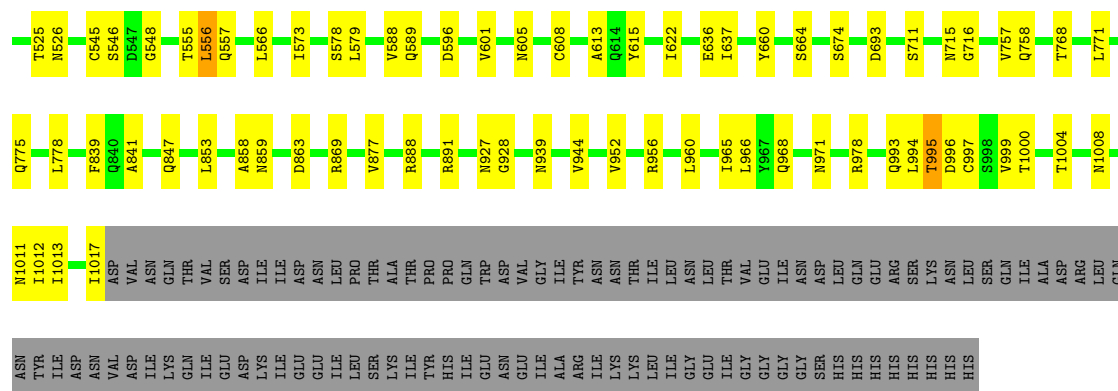 T525 N526 C545 S546 D547 G548 T555 L556 Q557 L566 I573 S578 L579 V588 Q589 D596 V601 N605 C608 A613 Q614 Y615 I622 E636 I637 Y660 S664 S674 D693 S711 N715 G716 V757 Q758 T768 L771
Q775 L778 F839 Q840 A841 Q847 L853 A858 N859 D863 R869 V877 R888 R891 N927 G928 N939 V944 V952 R956 L960 I965 L966 Y967 Q968 N971 R978 Q993 L994 T995 D996 C997 S998 V999 T1000 T1004 N1008
N1011 I1012 I1013 I1017 ASP VAL ASN GLN THR VAL SER ASP ILE ILE ASP ASN LEU PRO THR ALA THR PRO PRO GLN TRP ASP VAL GLY ILE TYR ASN ASN THR ILE LEU ASN LEU THR VAL GLU ILE ASN ASP LEU GLN GLU ARG SER LYS ASN LEU SER GLN ILE ALA ASP ARG LEU GLN
ASN TYR ILE ASP ASN VAL ASP ILE LYS GLN ILE GLU ASP LYS ILE GLU GLU ILE LEU SER LYS ILE TYR HIS ILE GLU ASN GLU ILE ALA ARG ILE LYS LYS LEU ILE GLY GLU GLY GLY GLY GLY SER HIS HIS HIS HIS HIS HIS HIS HIS